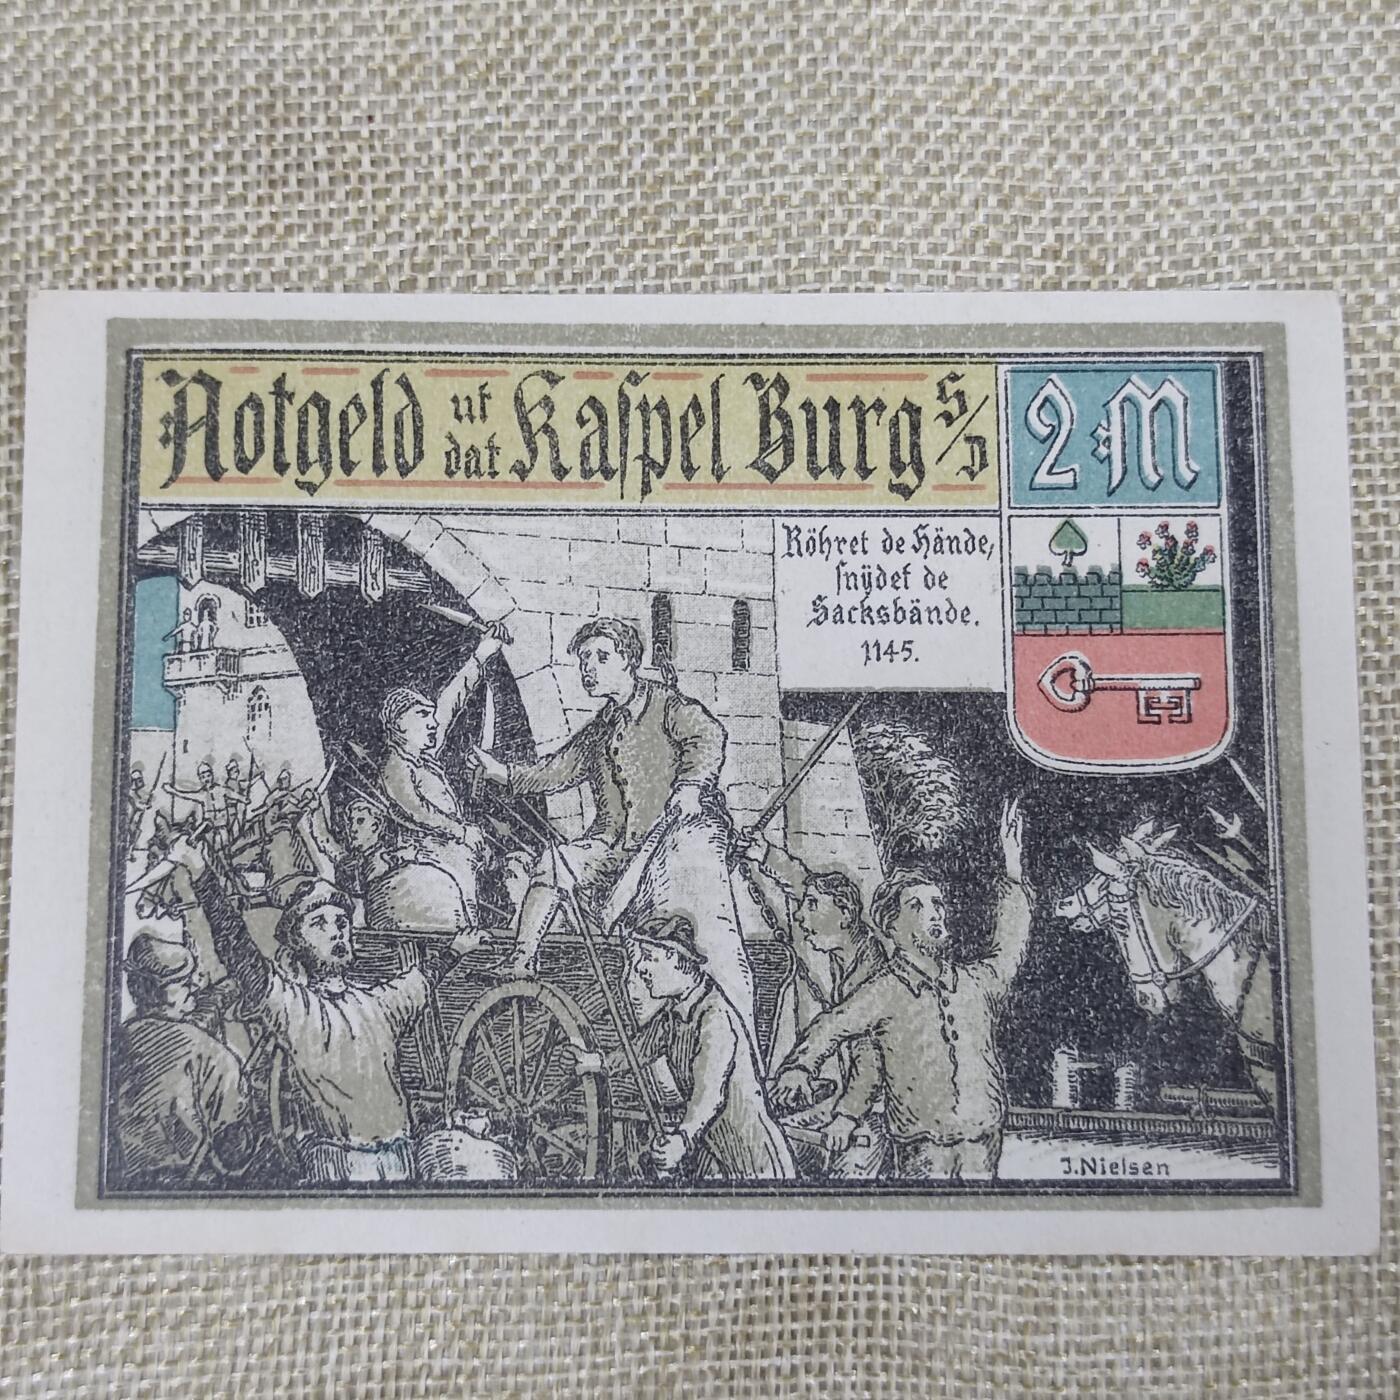 Notgeld ut dat Kaspel Burg S/D
2 M
Röhret de Hände,
snÿdet de
Sacksbände.
1145.
J. Nielsen